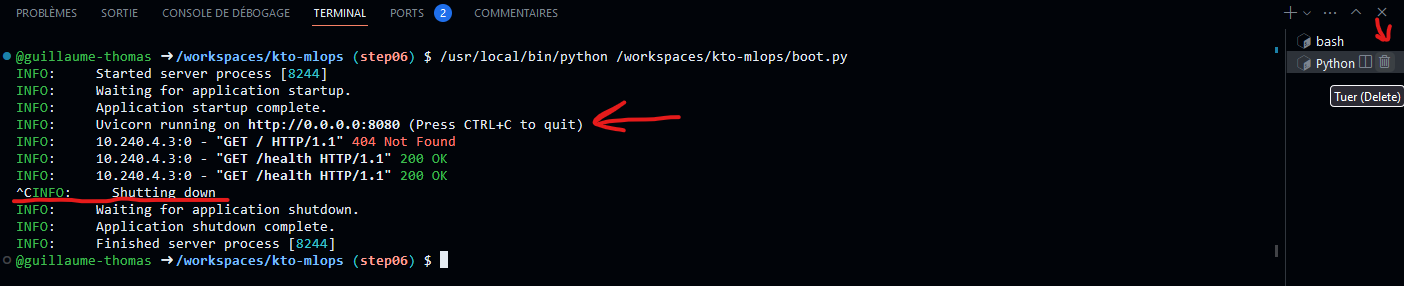 PROBLÈMES SORTIE CONSOLE DE DÉBOGAGE TERMINAL PORTS 2 COMMENTAIRES
@guillaume-thomas ➜/workspaces/kto-mlops (step06) $ /usr/local/bin/python /workspaces/kto-mlops/boot.py
INFO: Started server process [8244]
INFO: Waiting for application startup.
INFO: Application startup complete.
INFO: Uvicorn running on http://0.0.0.0:8080 (Press CTRL+C to quit)
INFO: 10.240.4.3:0 - "GET / HTTP/1.1" 404 Not Found
INFO: 10.240.4.3:0 - "GET /health HTTP/1.1" 200 OK
INFO: 10.240.4.3:0 - "GET /health HTTP/1.1" 200 OK
^CINFO: Shutting down
INFO: Waiting for application shutdown.
INFO: Application shutdown complete.
INFO: Finished server process [8244]
@guillaume-thomas ➜/workspaces/kto-mlops (step06) $
bash
Python
Tuer (Delete)